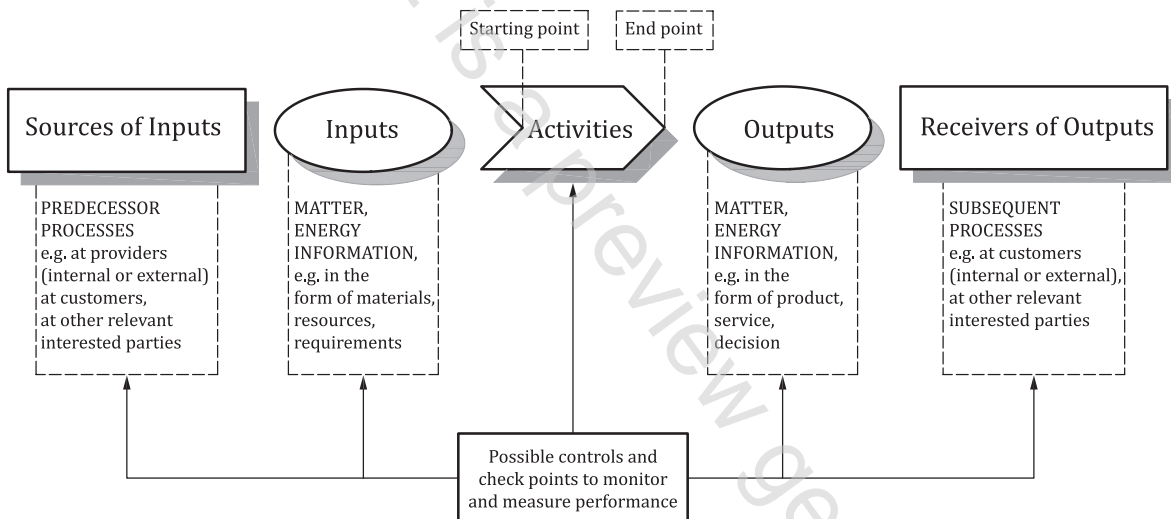 Starting point
End point
Sources of Inputs
Inputs
Activities
Outputs
Receivers of Outputs
PREDECESSOR
PROCESSES
e.g. at providers
(internal or external)
at customers,
at other relevant
interested parties
MATTER,
ENERGY
INFORMATION,
e.g. in the
form of materials,
resources,
requirements
MATTER,
ENERGY
INFORMATION,
e.g. in the
form of product,
service,
decision
SUBSEQUENT
PROCESSES
e.g. at customers
(internal or external),
at other relevant
interested parties
Possible controls and
check points to monitor
and measure performance
is a preview ge